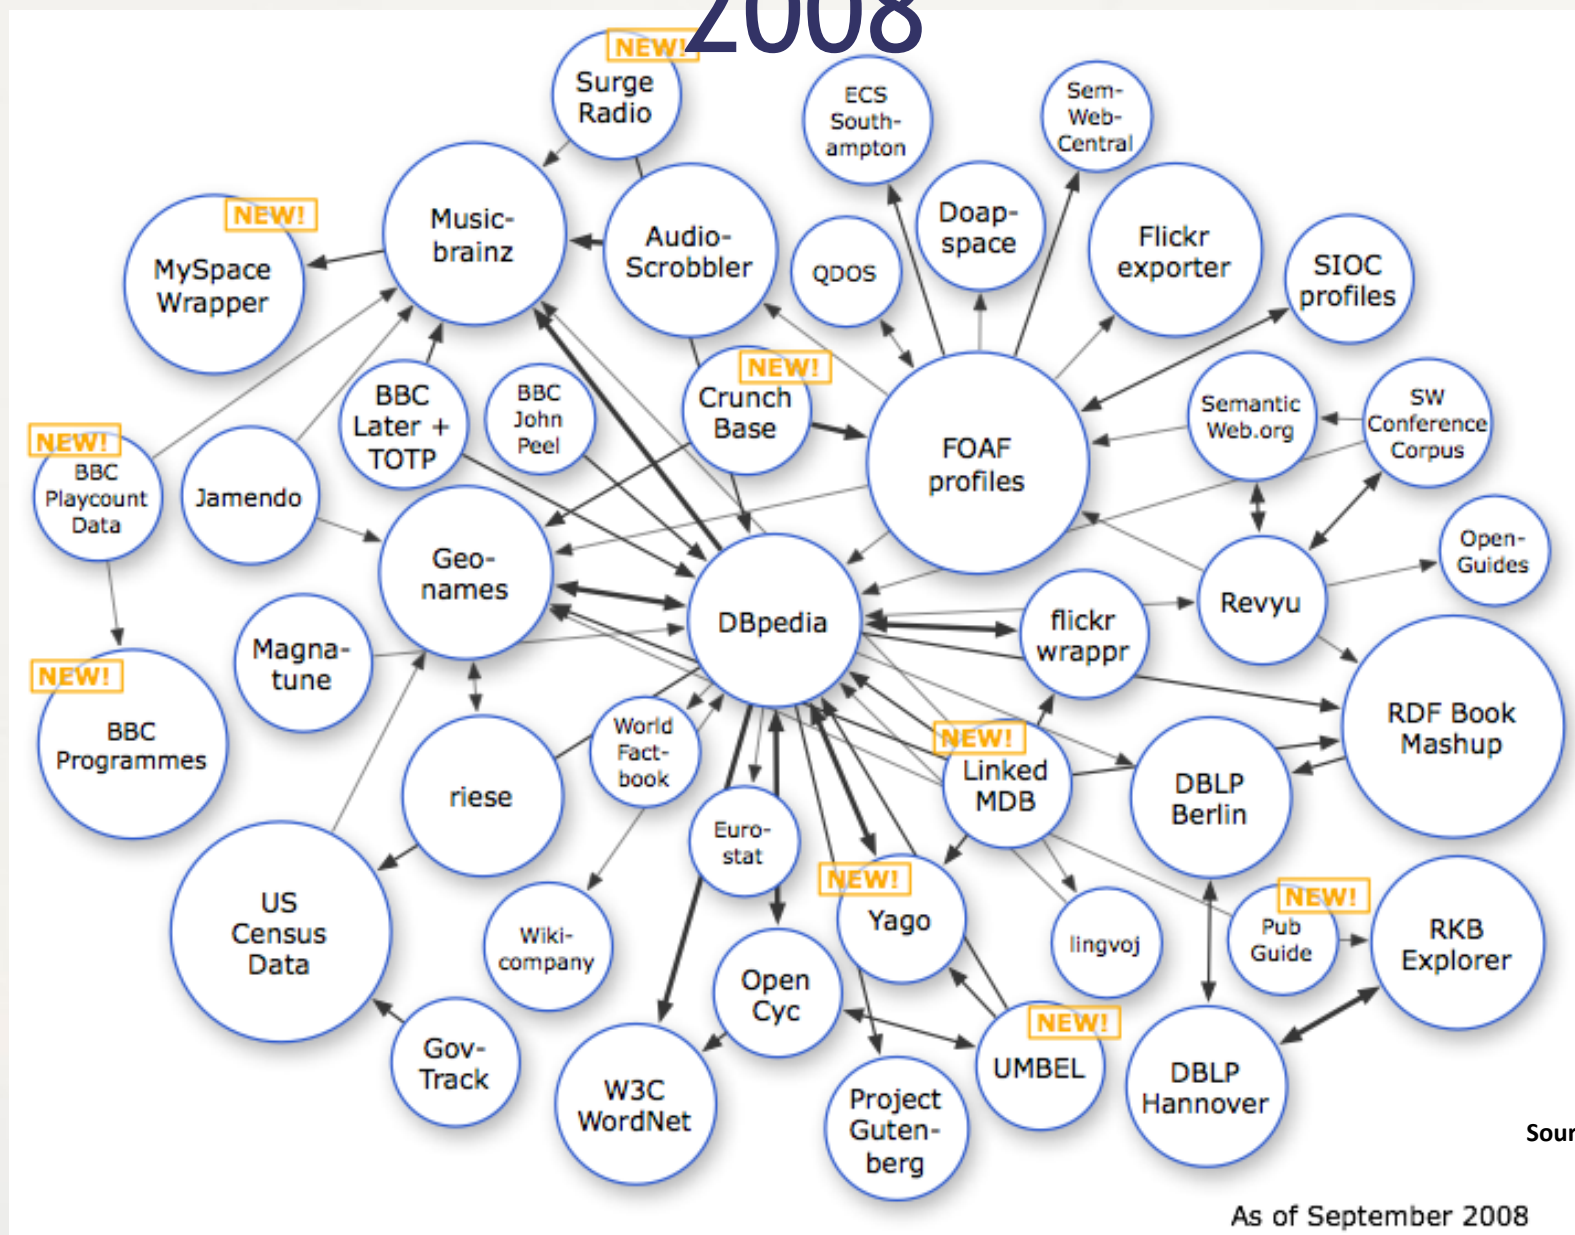 2008
NEW!
Surge
Radio
ECS
South-
ampton
Sem-
Web-
Central
NEW!
MySpace
Wrapper
Music-
brainz
Audio-
Scrobbler
QDOS
Doap-
space
Flickr
exporter
SIOC
profiles
NEW!
BBC
Playcount
Data
Jamendo
BBC
Later +
TOTP
BBC
John
Peel
NEW!
Crunch
Base
FOAF
profiles
Semantic
Web.org
SW
Conference
Corpus
Open-
Guides
Geo-
names
DBpedia
flickr
wrappr
Revyu
Magna-
tune
NEW!
BBC
Programmes
riese
World
Fact-
book
Euro-
stat
NEW!
Linked
MDB
DBLP
Berlin
RDF Book
Mashup
US
Census
Data
Wiki-
company
NEW!
Yago
lingvoj
NEW!
Pub
Guide
RKB
Explorer
Gov-
Track
W3C
WordNet
Open
Cyc
Project
Guten-
berg
NEW!
UMBEL
DBLP
Hannover
Sour
As of September 2008